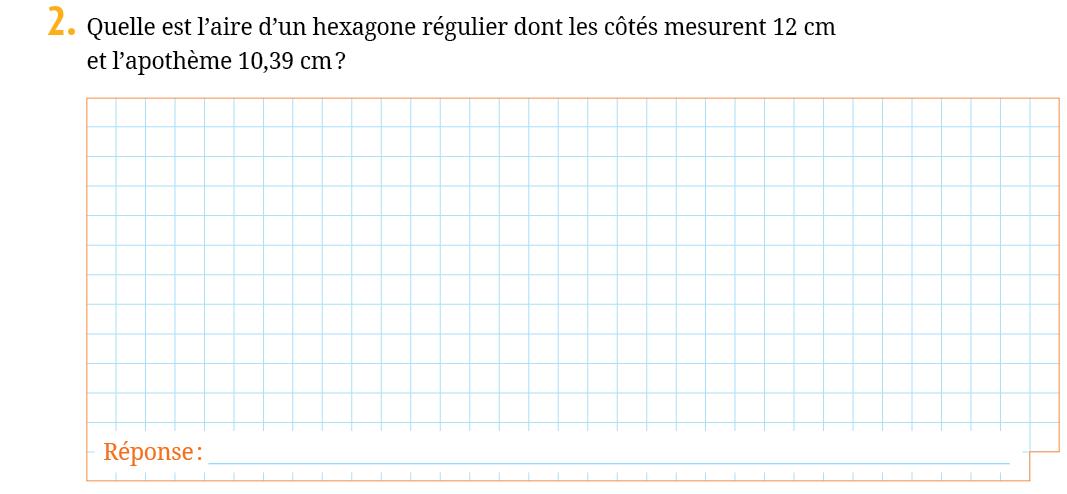 2. Quelle est l’aire d’un hexagone régulier dont les côtés mesurent 12 cm
et l’apothème 10,39 cm ?
Réponse :